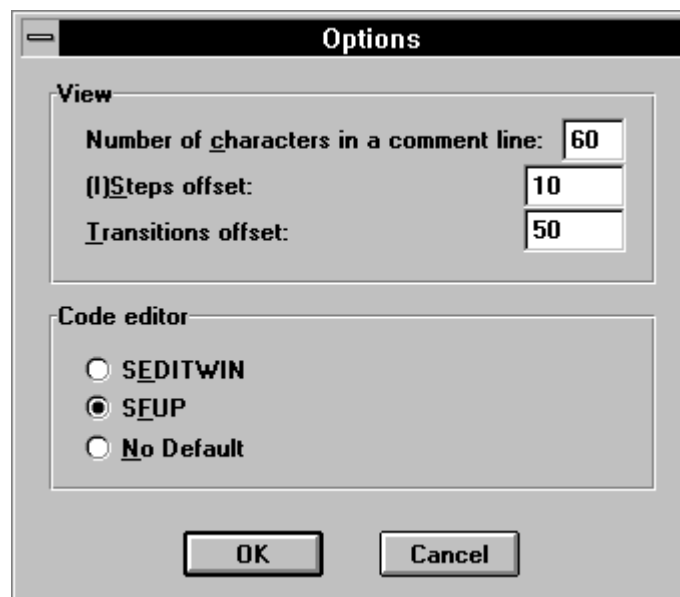 Options
View
Number of characters in a comment line: 60
(I)Steps offset: 10
Transitions offset: 50
Code editor
SEDITWIN
SFUP
No Default
OK Cancel